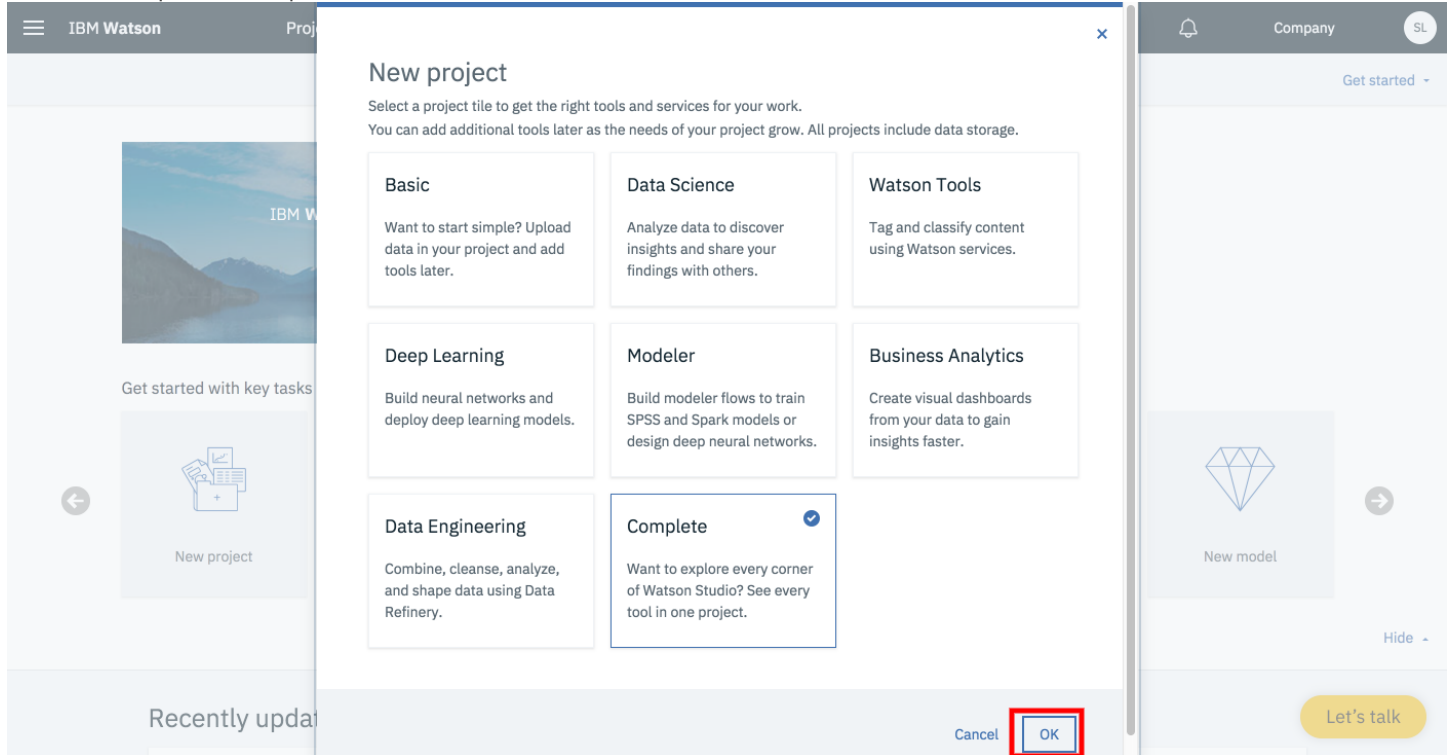 IBM Watson
Proj
Company
SL
Get started
IBM W
Get started with key tasks
New project
New model
Hide
Recently updat
Let's talk
New project
Select a project tile to get the right tools and services for your work.
You can add additional tools later as the needs of your project grow. All projects include data storage.
Basic
Want to start simple? Upload
data in your project and add
tools later.
Data Science
Analyze data to discover
insights and share your
findings with others.
Watson Tools
Tag and classify content
using Watson services.
Deep Learning
Build neural networks and
deploy deep learning models.
Modeler
Build modeler flows to train
SPSS and Spark models or
design deep neural networks.
Business Analytics
Create visual dashboards
from your data to gain
insights faster.
Data Engineering
Combine, cleanse, analyze,
and shape data using Data
Refinery.
Complete
Want to explore every corner
of Watson Studio? See every
tool in one project.
Cancel
OK